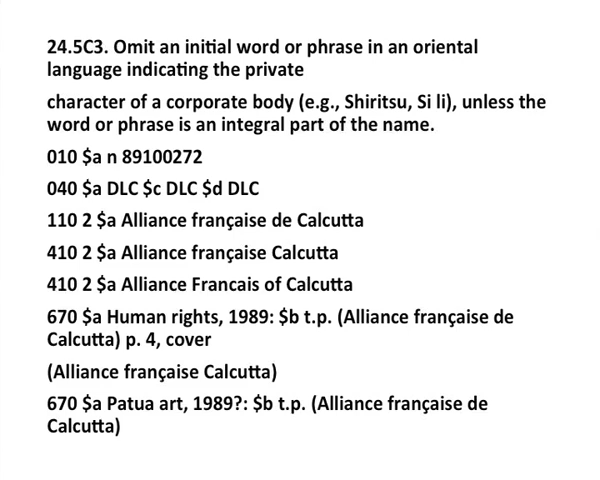 24.5C3. Omit an initial word or phrase in an oriental
language indicating the private
character of a corporate body (e.g., Shiritsu, Si li), unless the
word or phrase is an integral part of the name.
010 $a n 89100272
040 $a DLC $c DLC $d DLC
110 2 $a Alliance française de Calcutta
410 2 $a Alliance française Calcutta
410 2 $a Alliance Francais of Calcutta
670 $a Human rights, 1989: $b t.p. (Alliance française de
Calcutta) p. 4, cover
(Alliance française Calcutta)
670 $a Patua art, 1989?: $b t.p. (Alliance française de
Calcutta)